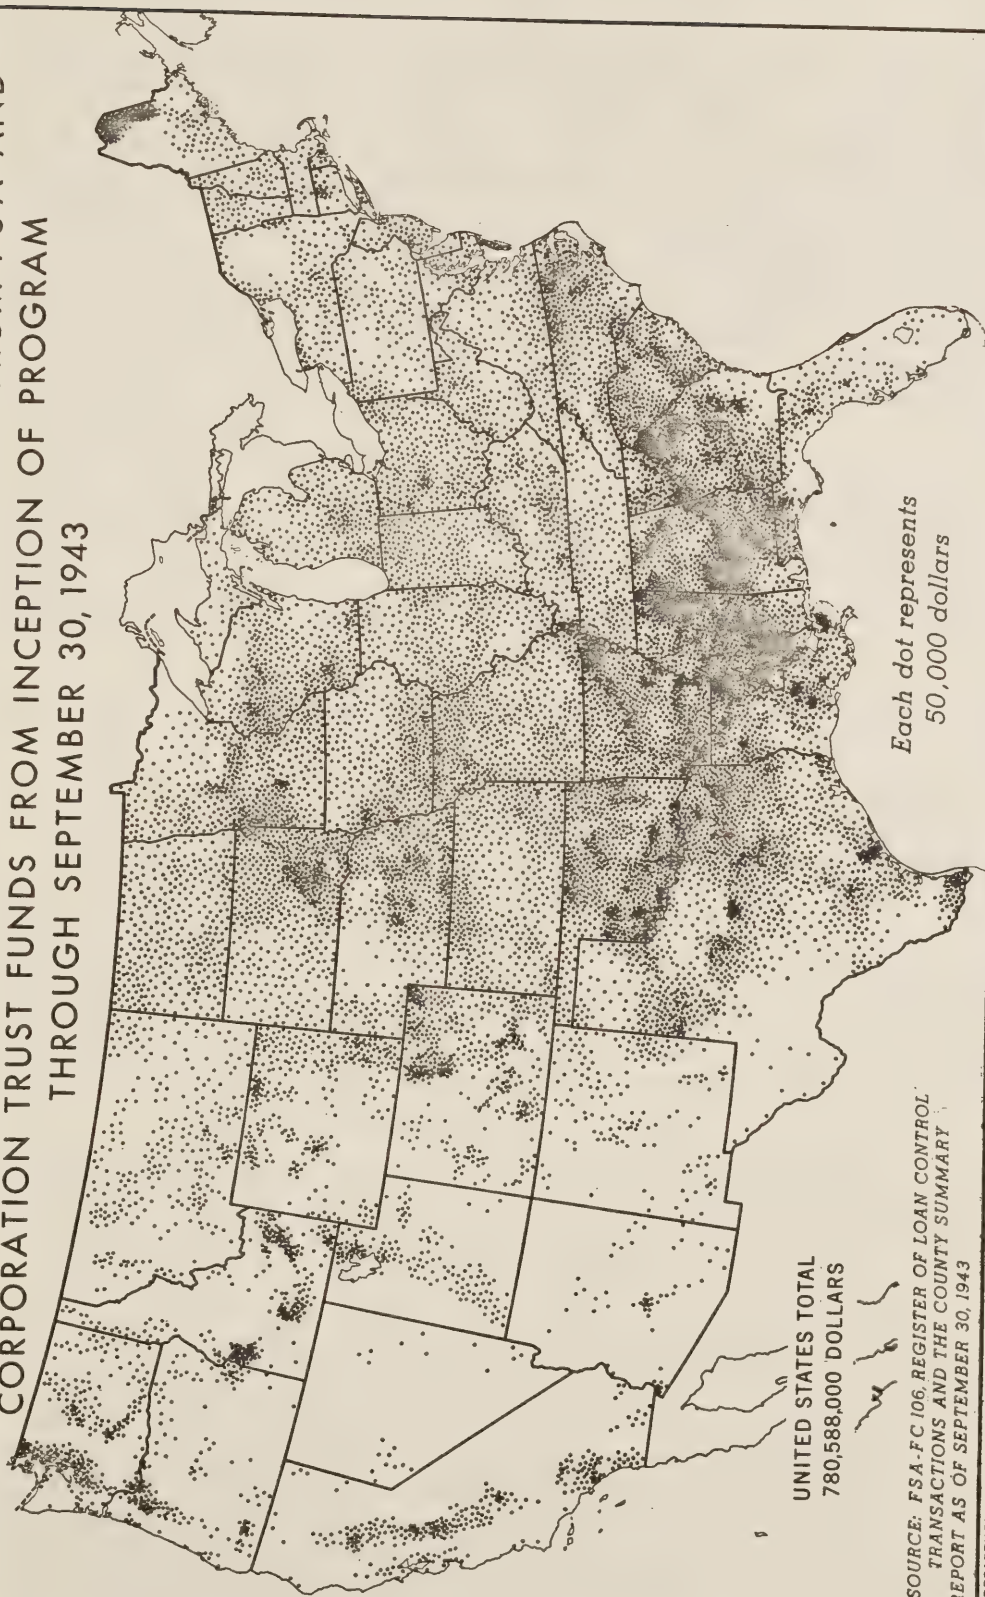 CORPORATION TRUST FUNDS FROM INCEPTION OF PROGRAM
THROUGH SEPTEMBER 30, 1943
Each dot represents
50,000 dollars
UNITED STATES TOTAL
780,588,000 DOLLARS
SOURCE: FSA-FC 106, REGISTER OF LOAN CONTROL
TRANSACTIONS AND THE COUNTY SUMMARY
REPORT AS OF SEPTEMBER 30, 1943